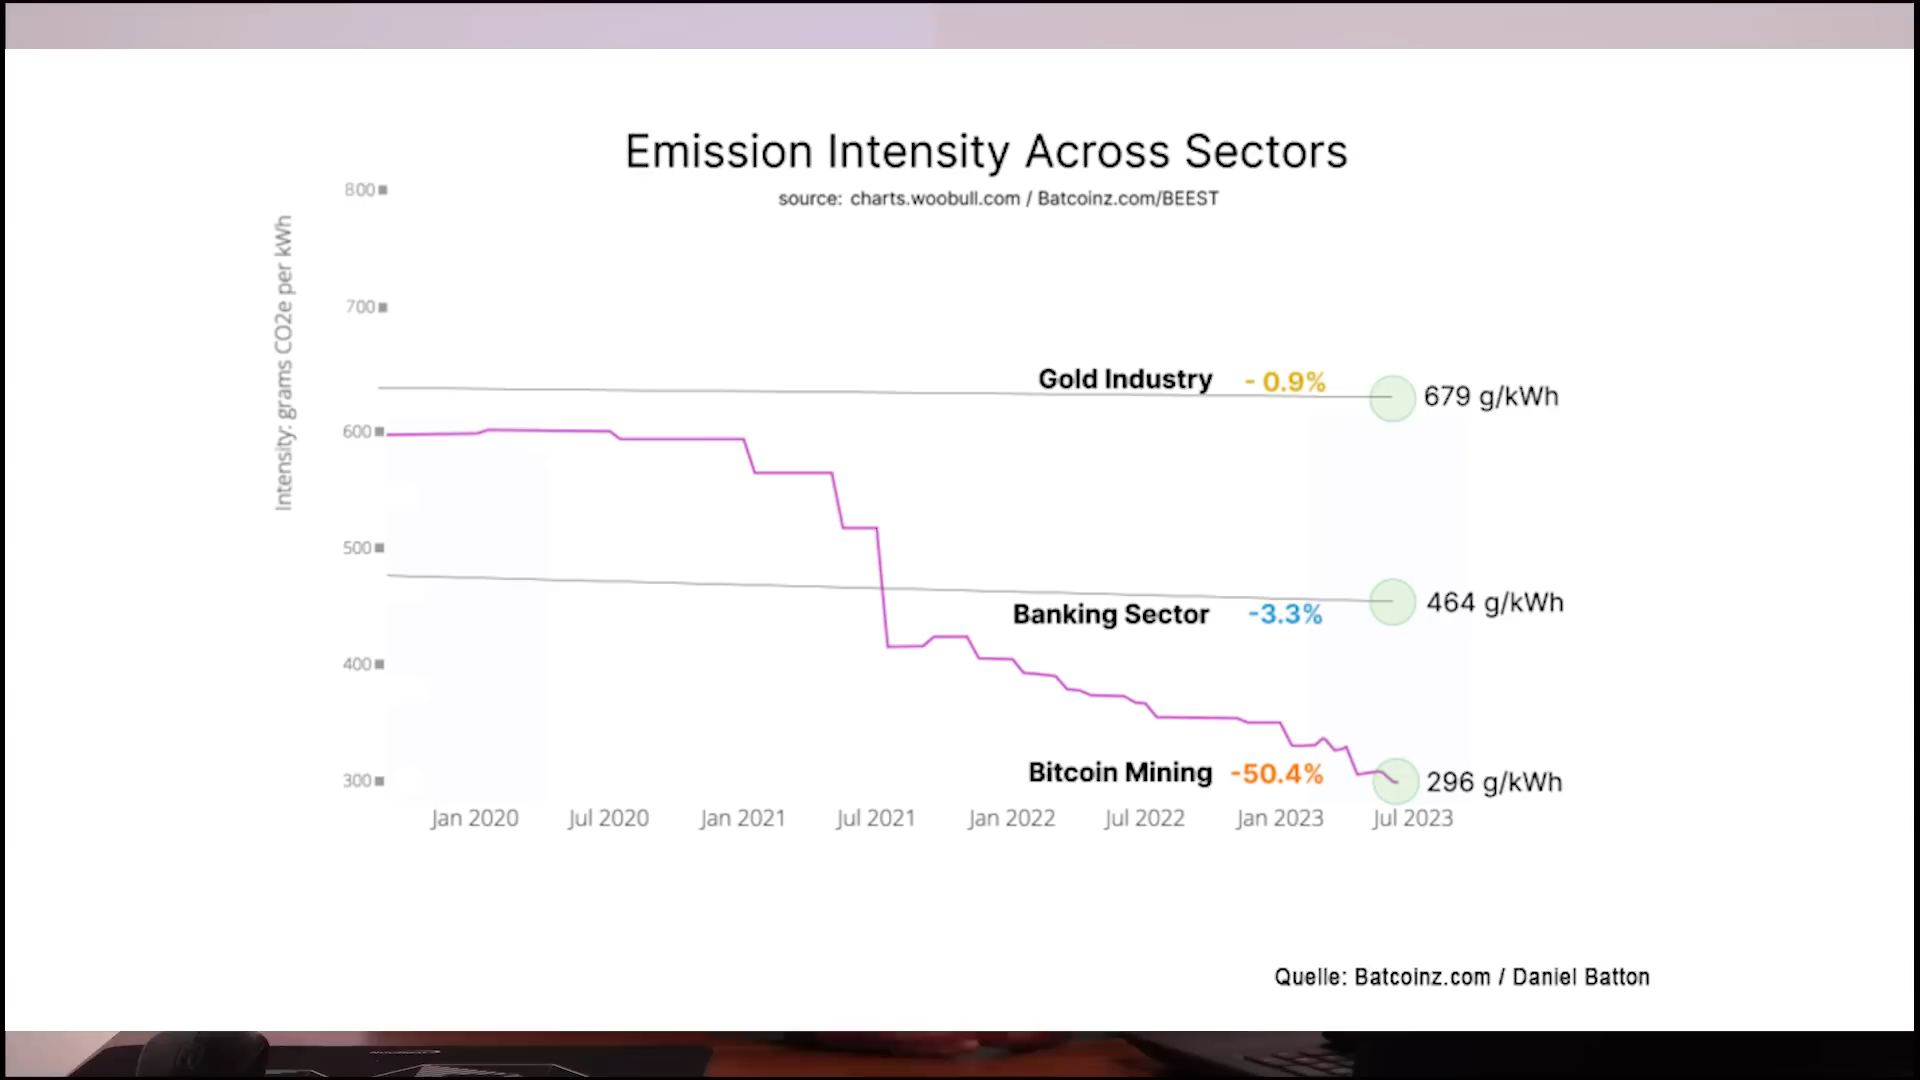 Emission Intensity Across Sectors
source: charts.woobull.com / Batcoinz.com/BEEST
Intensity: grams CO2e per kWh
800
700
600
500
400
300
Gold Industry - 0.9% 679 g/kWh
Banking Sector -3.3% 464 g/kWh
Bitcoin Mining -50.4% 296 g/kWh
Jan 2020 Jul 2020 Jan 2021 Jul 2021 Jan 2022 Jul 2022 Jan 2023 Jul 2023
Quelle: Batcoinz.com / Daniel Batton